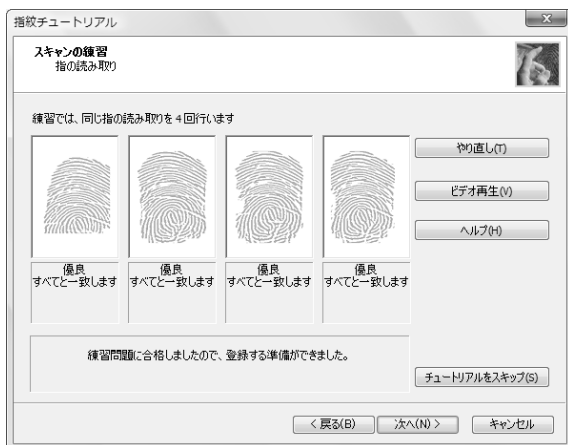 指紋チュートリアル
スキャンの練習
指の読み取り
練習では、同じ指の読み取りを4回行います
やり直し(T)
ビデオ再生(V)
ヘルプ(H)
優良
すべてと一致します
優良
すべてと一致します
優良
すべてと一致します
優良
すべてと一致します
練習問題に合格しましたので、登録する準備ができました。
チュートリアルをスキップ(S)
< 戻る(B)
次へ(N) >
キャンセル